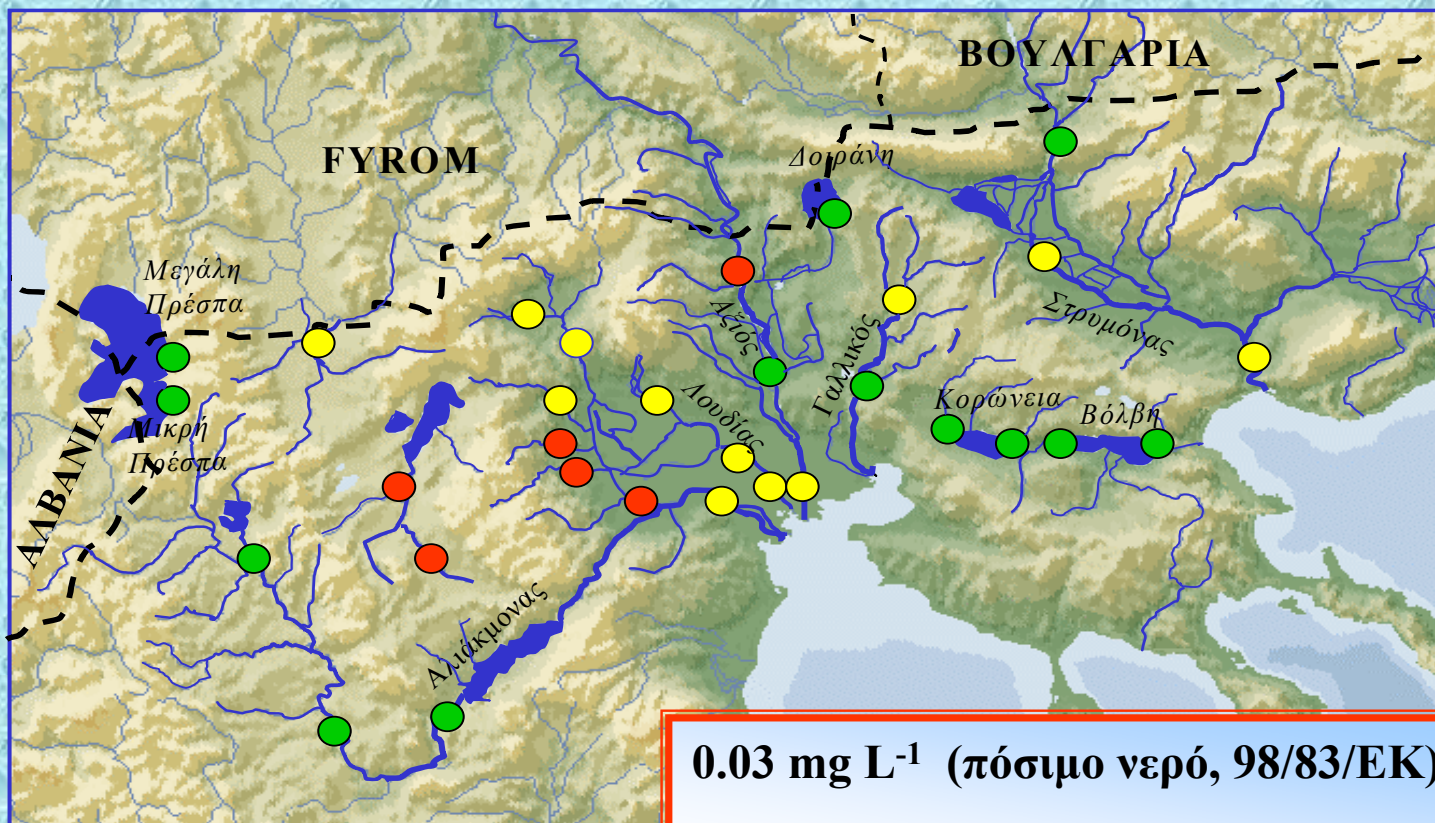 ΒΟΥΛΓΑΡΙΑ
FYROM
Δοϊράνη
Μεγάλη
Πρέσπα
Αξιός
Στρυμόνας
Γαλλικός
Κορώνεια
Βόλβη
Λουδίας
Μικρή
Πρέσπα
ΑΛΒΑΝΙΑ
Αλιάκμονας
0.03 mg L⁻¹ (πόσιμο νερό, 98/83/ΕΚ)